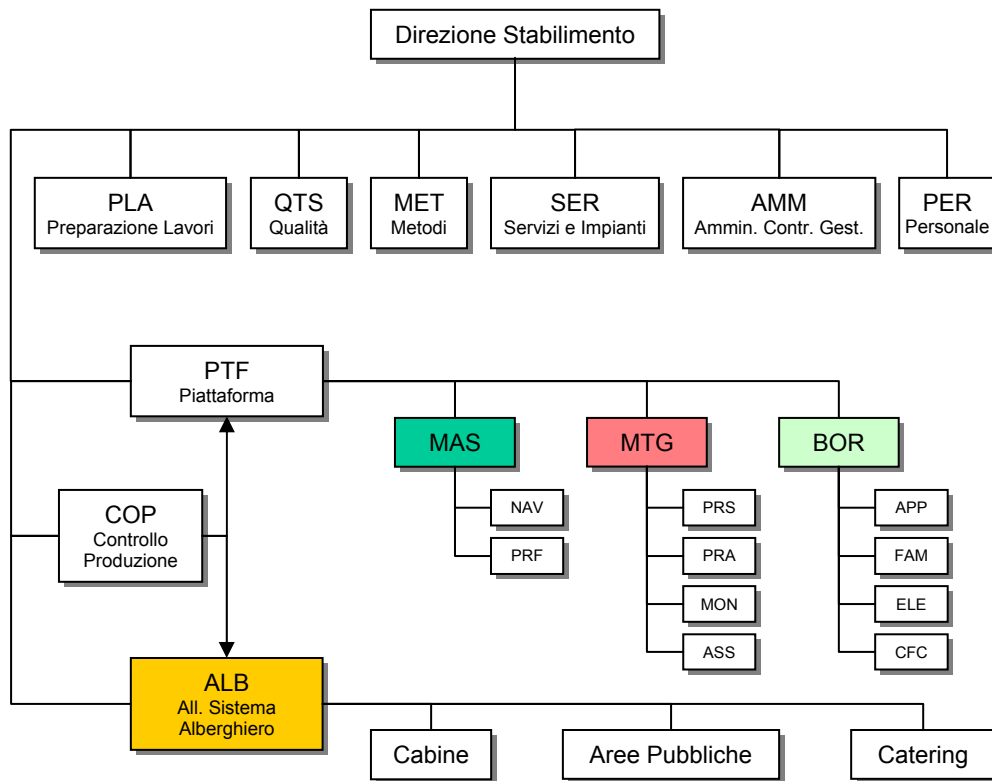 Direzione Stabilimento
PLA
Preparazione Lavori
QTS
Qualità
MET
Metodi
SER
Servizi e Impianti
AMM
Ammin. Contr. Gest.
PER
Personale
PTF
Piattaforma
MAS
MTG
BOR
NAV
PRF
PRS
PRA
MON
ASS
APP
FAM
ELE
CFC
COP
Controllo
Produzione
ALB
All. Sistema
Alberghiero
Cabine
Aree Pubbliche
Catering